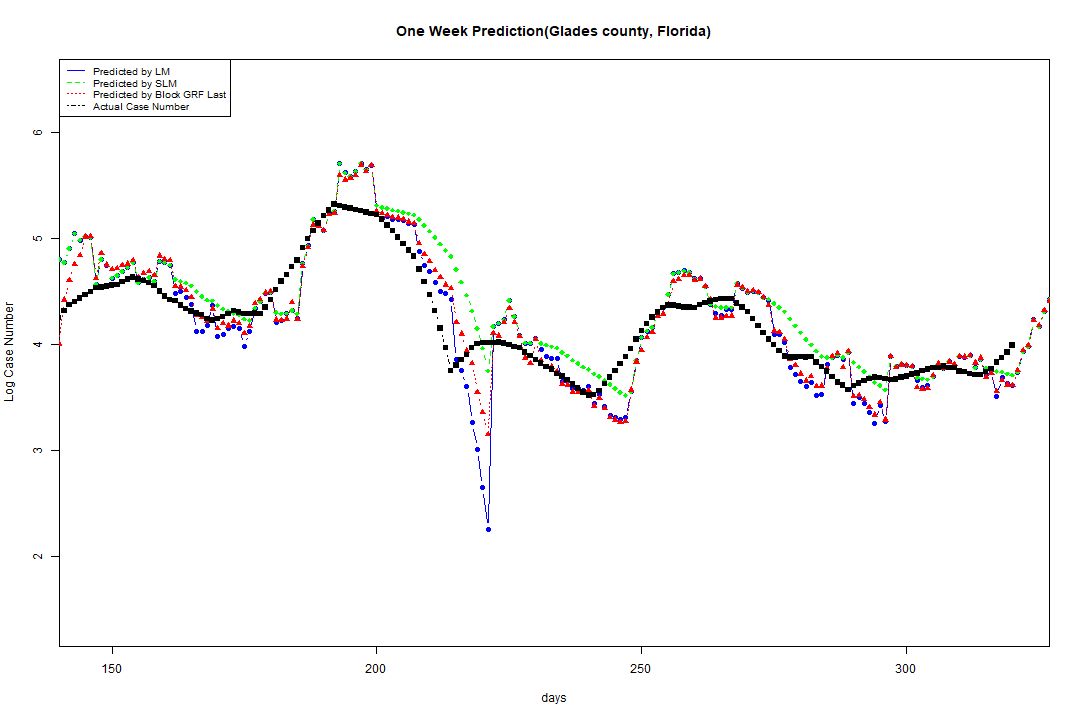 One Week Prediction(Glades county, Florida)
Predicted by LM
Predicted by SLM
Predicted by Block GRF Last
Actual Case Number
6
5
4
3
2
Log Case Number
150 200 250 300
days